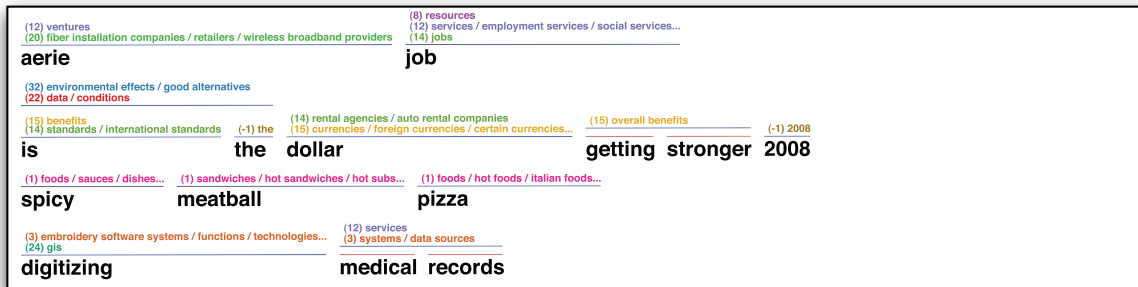 (8) resources
(12) ventures (12) services / employment services / social services...
(20) fiber installation companies / retailers / wireless broadband providers (14) jobs
aerie job
(32) environmental effects / good alternatives
(22) data / conditions
(15) benefits (14) rental agencies / auto rental companies (15) overall benefits
(14) standards / international standards (-1) the (15) currencies / foreign currencies / certain currencies... (-1) 2008
is the dollar getting stronger 2008
(1) foods / sauces / dishes... (1) sandwiches / hot sandwiches / hot subs... (1) foods / hot foods / italian foods...
spicy meatball pizza
(12) services
(3) embroidery software systems / functions / technologies... (3) systems / data sources
(24) gis
digitizing medical records